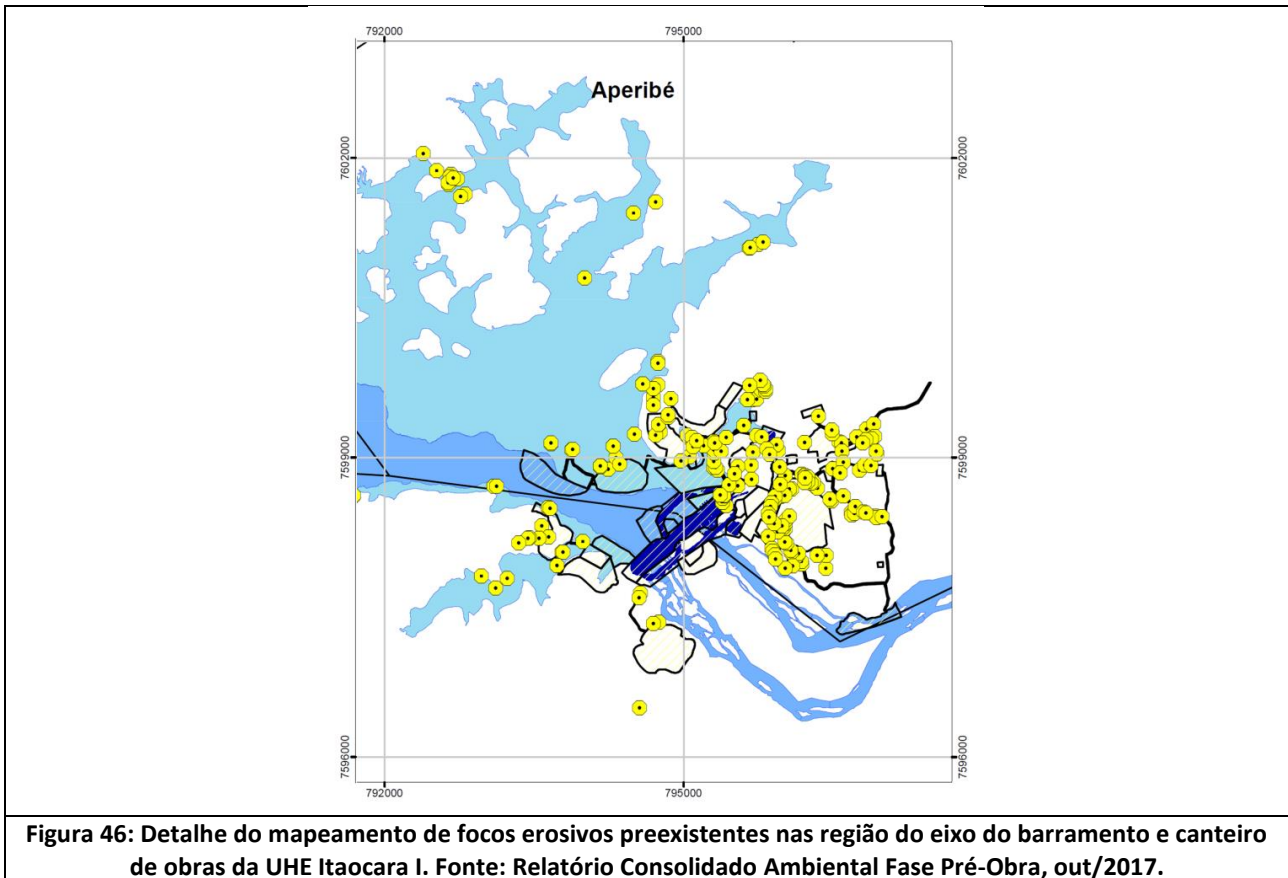 792000 795000
Aperibé
7602000 7602000
7599000 7599000
7596000 7596000
792000 795000
Figura 46: Detalhe do mapeamento de focos erosivos preexistentes nas região do eixo do barramento e canteiro
de obras da UHE Itaocara I. Fonte: Relatório Consolidado Ambiental Fase Pré-Obra, out/2017.